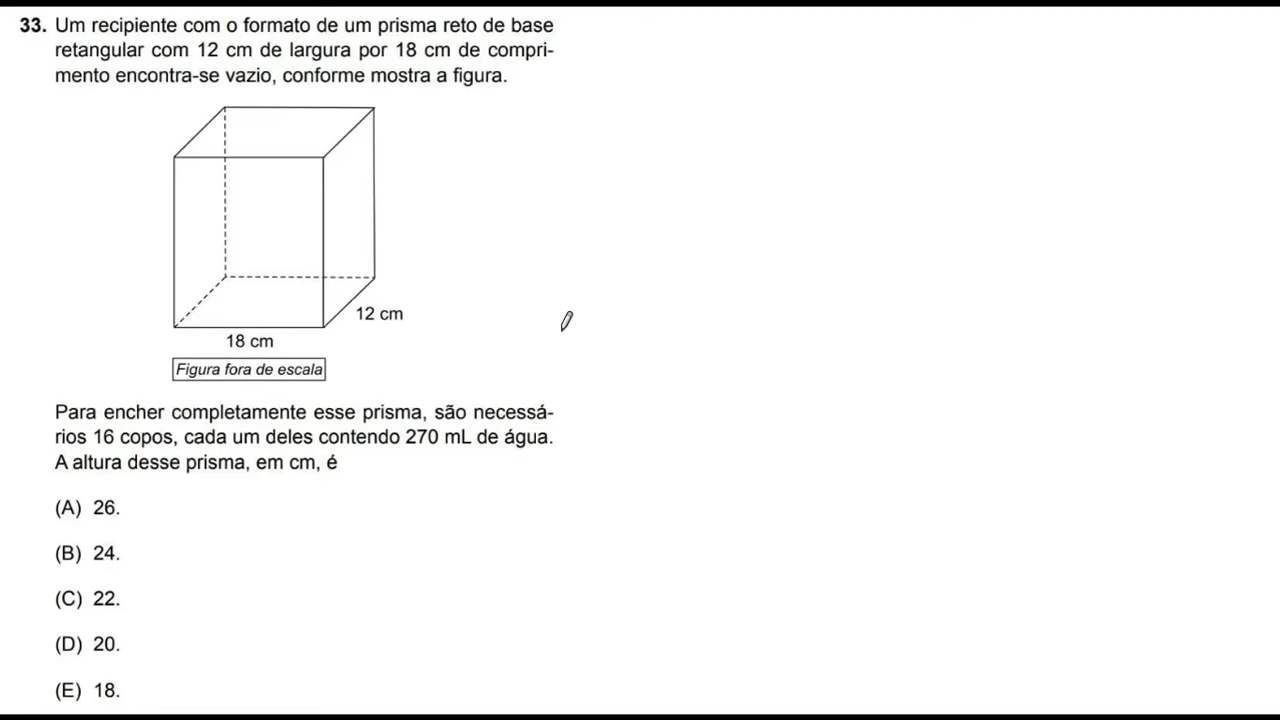 33. Um recipiente com o formato de um prisma reto de base
retangular com 12 cm de largura por 18 cm de compri-
mento encontra-se vazio, conforme mostra a figura.
12 cm
18 cm
Figura fora de escala
Para encher completamente esse prisma, são necessá-
rios 16 copos, cada um deles contendo 270 mL de água.
A altura desse prisma, em cm, é
(A) 26.
(B) 24.
(C) 22.
(D) 20.
(E) 18.